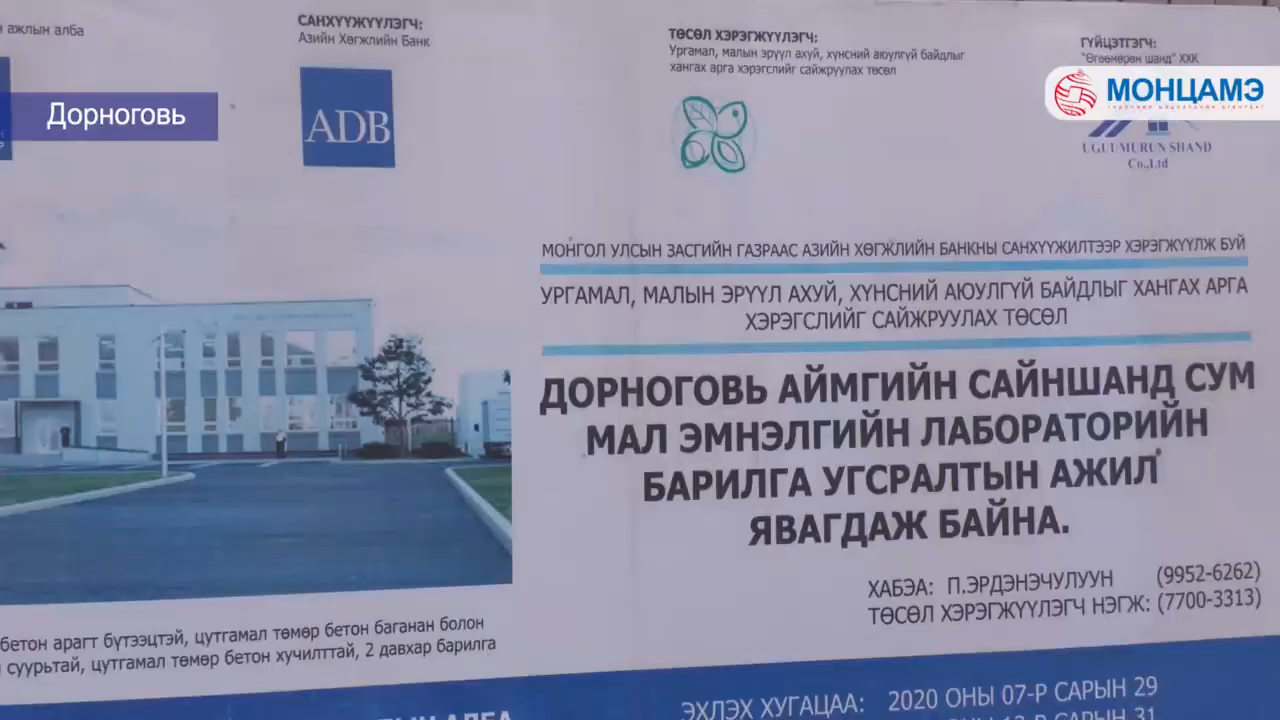 н ажлын алба
САНХҮҮЖҮҮЛЭГЧ:
Азийн Хөгжлийн Банк
ADB
ТӨСӨЛ ХЭРЭГЖҮҮЛЭГЧ:
Ургамал, малын эрүүл ахуй, хүнсний аюулгүй байдлыг
хангах арга хэрэгслийг сайжруулах төсөл
ГҮЙЦЭТГЭГЧ:
"Өгөөмөрөн шанд" ХХК
МОНЦАМЭ
UGUUMURUN SHAND
Co.,Ltd
Дорноговь
МОНГОЛ УЛСЫН ЗАСГИЙН ГАЗРААС АЗИЙН ХӨГЖЛИЙН БАНКНЫ САНХҮҮЖИЛТЭЭР ХЭРЭГЖҮҮЛЖ БУЙ
УРГАМАЛ, МАЛЫН ЭРҮҮЛ АХУЙ, ХҮНСНИЙ АЮУЛГҮЙ БАЙДЛЫГ ХАНГАХ АРГА
ХЭРЭГСЛИЙГ САЙЖРУУЛАХ ТӨСӨЛ
ДОРНОГОВЬ АЙМГИЙН САЙНШАНД СУМ
МАЛ ЭМНЭЛГИЙН ЛАБОРАТОРИЙН
БАРИЛГА УГСРАЛТЫН АЖИЛ
ЯВАГДАЖ БАЙНА.
ХАБЭА: П.ЭРДЭНЭЧУЛУУН (9952-6262)
ТӨСӨЛ ХЭРЭГЖҮҮЛЭГЧ НЭГЖ: (7700-3313)
бетон арагт бүтээцтэй, цутгамал төмөр бетон баганан болон
суурьтай, цутгамал төмөр бетон хучилттай, 2 давхар барилга
ЭХЛЭХ ХУГАЦАА: 2020 ОНЫ 07-Р САРЫН 29